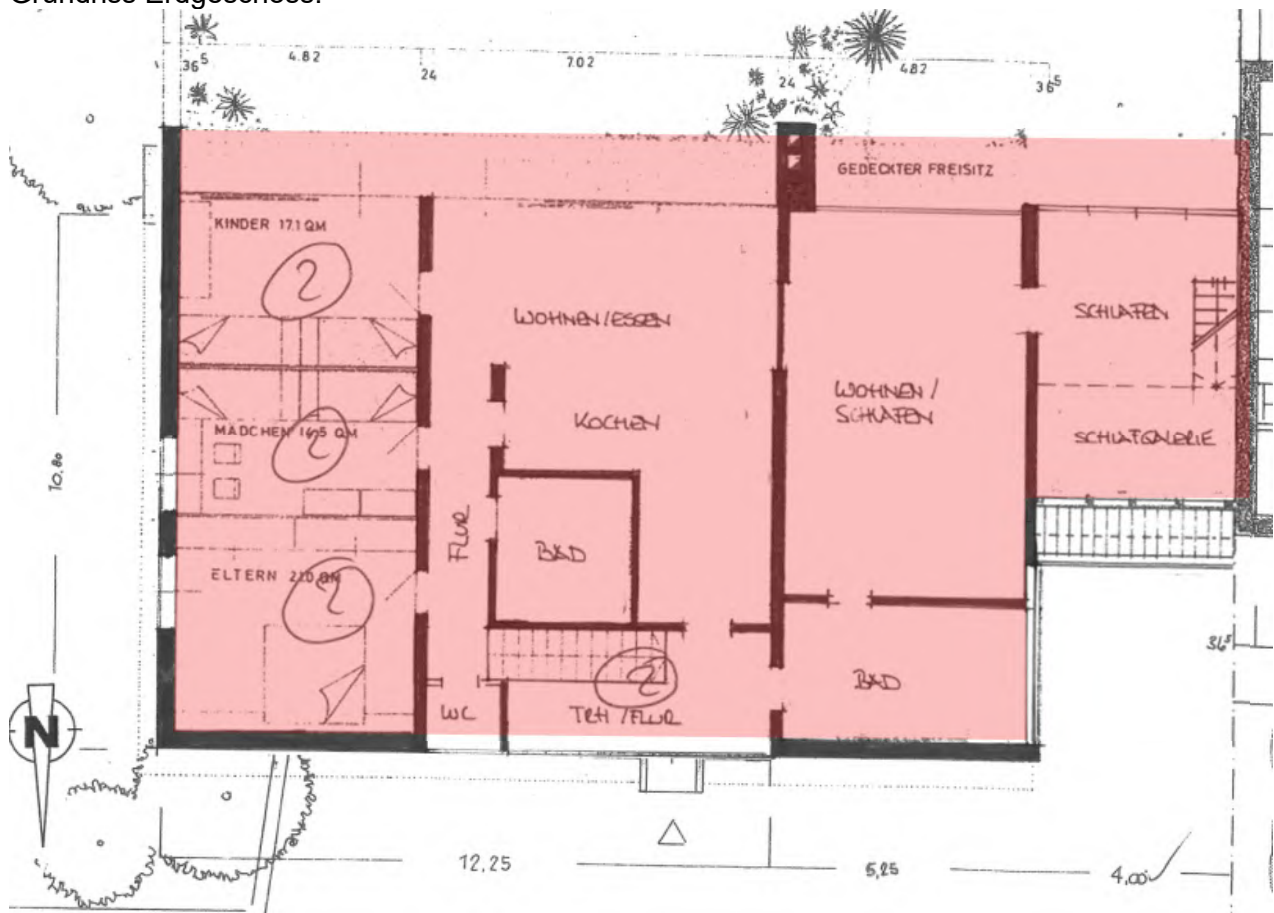 Grundriss Erdgeschoss:
36⁵ 4.82 24 7.02 24 4.82 36⁵
GEDECKTER FREISITZ
KINDER 17.1 QM
2
WOHNEN/ESSEN
SCHLAFEN
WOHNEN /
SCHLAFEN
KOCHEN
MÄDCHEN 16.5 QM
2
SCHLAFGALERIE
10.80
FLUR
BAD
ELTERN 21.0 QM
2
36⁵
N
WC
TRH /FLUR
2
BAD
12,25 5,25 4,00